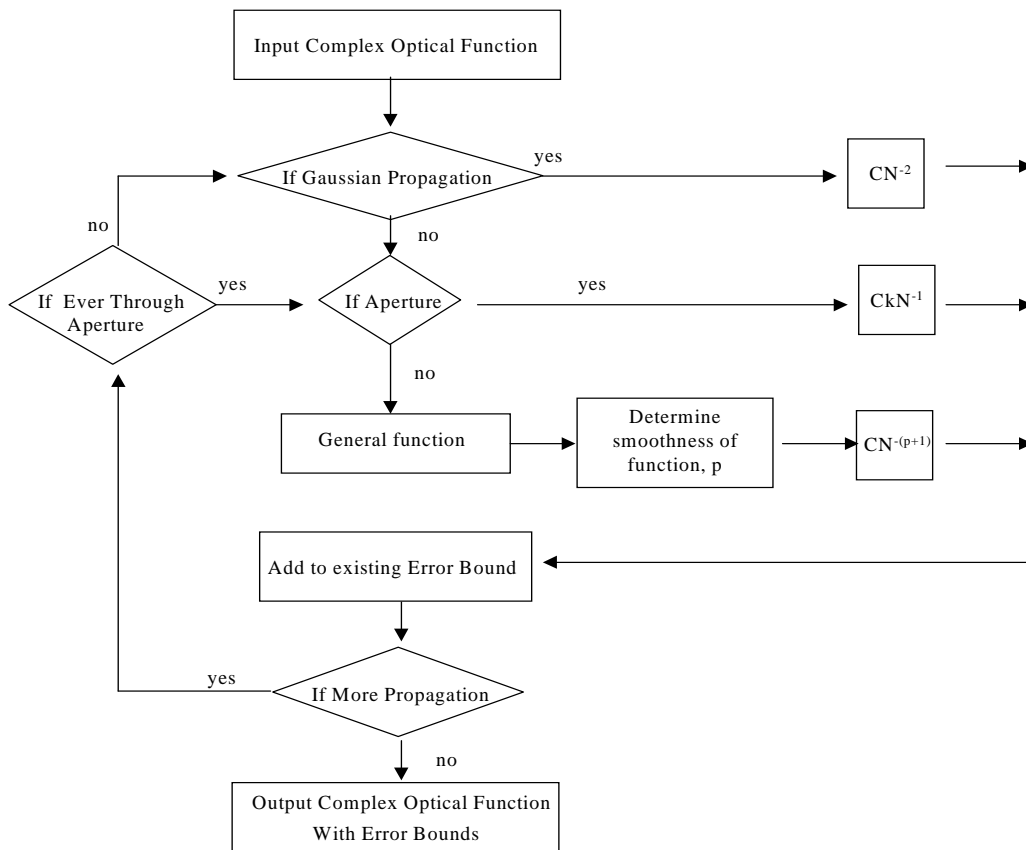 Input Complex Optical Function
yes
If Gaussian Propagation
CN⁻²
no
no
yes
yes
If Ever Through
Aperture
If Aperture
CkN⁻¹
no
General function
Determine
smoothness of
function, p
CN⁻⁽ᵖ⁺¹⁾
Add to existing Error Bound
yes
If More Propagation
no
Output Complex Optical Function
With Error Bounds